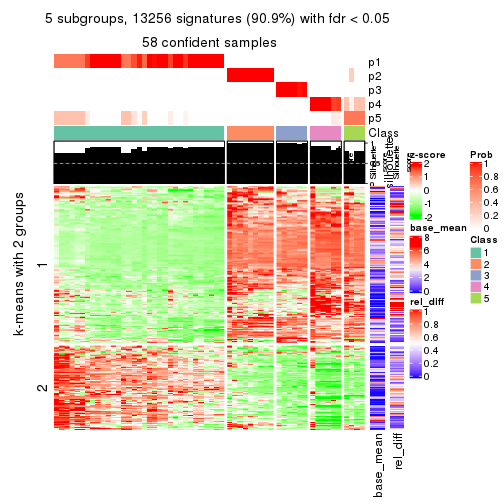 5 subgroups, 13256 signatures (90.9%) with fdr < 0.05
58 confident samples
p1
p2
p3
p4
p5
Class
silhouette
k-means with 2 groups
1
2
base_mean
rel_diff
z-score
2
1
0
-1
-2
base_mean
8
6
4
2
0
rel_diff
1
0.8
0.6
0.4
0.2
0
Prob
1
0.8
0.6
0.4
0.2
0
Class
1
2
3
4
5